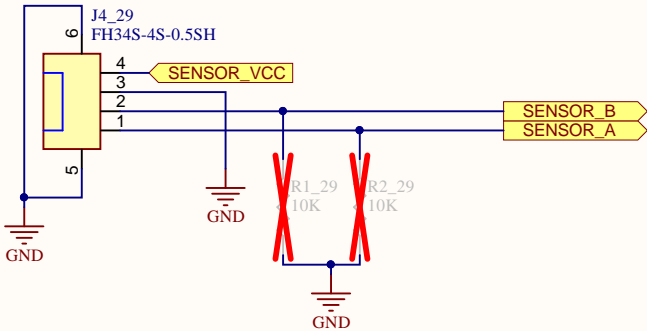 J4_29
FH34S-4S-0.5SH
6
4
SENSOR_VCC
3
2
SENSOR_B
1
SENSOR_A
5
R1_29
10K
R2_29
10K
GND
GND
GND